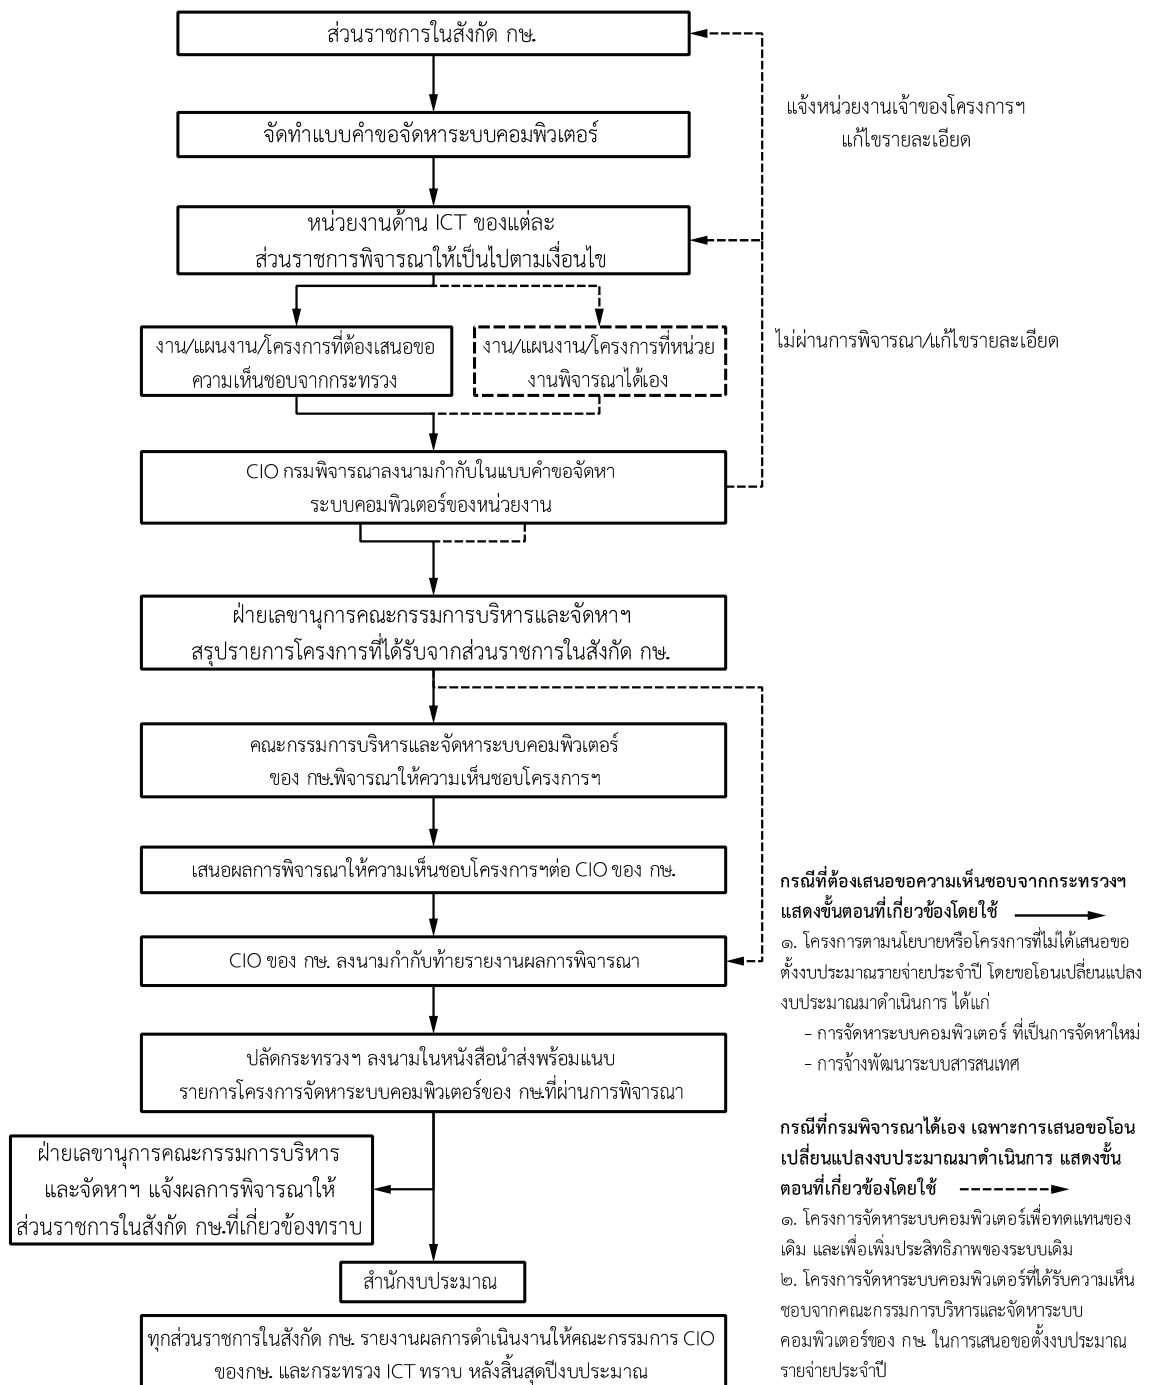 ส่วนราชการในสังกัด กษ.
แจ้งหน่วยงานเจ้าของโครงการฯ
แก้ไขรายละเอียด
จัดทำแบบคำขอจัดหาระบบคอมพิวเตอร์
หน่วยงานด้าน ICT ของแต่ละ
ส่วนราชการพิจารณาให้เป็นไปตามเงื่อนไข
งาน/แผนงาน/โครงการที่ต้องเสนอขอ
ความเห็นชอบจากกระทรวง
งาน/แผนงาน/โครงการที่หน่วย
งานพิจารณาได้เอง
ไม่ผ่านการพิจารณา/แก้ไขรายละเอียด
CIO กรมพิจารณาลงนามกำกับในแบบคำขอจัดหา
ระบบคอมพิวเตอร์ของหน่วยงาน
ฝ่ายเลขานุการคณะกรรมการบริหารและจัดหาฯ
สรุปรายการโครงการที่ได้รับจากส่วนราชการในสังกัด กษ.
คณะกรรมการบริหารและจัดหาระบบคอมพิวเตอร์
ของ กษ.พิจารณาให้ความเห็นชอบโครงการฯ
เสนอผลการพิจารณาให้ความเห็นชอบโครงการฯต่อ CIO ของ กษ.
CIO ของ กษ. ลงนามกำกับท้ายรายงานผลการพิจารณา
ปลัดกระทรวงฯ ลงนามในหนังสือนำส่งพร้อมแนบ
รายการโครงการจัดหาระบบคอมพิวเตอร์ของ กษ.ที่ผ่านการพิจารณา
ฝ่ายเลขานุการคณะกรรมการบริหาร
และจัดหาฯ แจ้งผลการพิจารณาให้
ส่วนราชการในสังกัด กษ.ที่เกี่ยวข้องทราบ
สำนักงบประมาณ
ทุกส่วนราชการในสังกัด กษ. รายงานผลการดำเนินงานให้คณะกรรมการ CIO
ของกษ. และกระทรวง ICT ทราบ หลังสิ้นสุดปีงบประมาณ
กรณีที่ต้องเสนอขอความเห็นชอบจากกระทรวงฯ
แสดงขั้นตอนที่เกี่ยวข้องโดยใช้
๑. โครงการตามนโยบายหรือโครงการที่ไม่ได้เสนอขอ
ตั้งงบประมาณรายจ่ายประจำปี โดยขอโอนเปลี่ยนแปลง
งบประมาณมาดำเนินการ ได้แก่
- การจัดหาระบบคอมพิวเตอร์ ที่เป็นการจัดหาใหม่
- การจ้างพัฒนาระบบสารสนเทศ
กรณีที่กรมพิจารณาได้เอง เฉพาะการเสนอขอโอน
เปลี่ยนแปลงงบประมาณมาดำเนินการ แสดงขั้น
ตอนที่เกี่ยวข้องโดยใช้
๑. โครงการจัดหาระบบคอมพิวเตอร์เพื่อทดแทนของ
เดิม และเพื่อเพิ่มประสิทธิภาพของระบบเดิม
๒. โครงการจัดหาระบบคอมพิวเตอร์ที่ได้รับความเห็น
ชอบจากคณะกรรมการบริหารและจัดหาระบบ
คอมพิวเตอร์ของ กษ. ในการเสนอขอตั้งงบประมาณ
รายจ่ายประจำปี